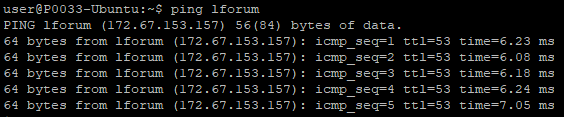 user@P0033-Ubuntu:~$ ping lforum
PING lforum (172.67.153.157) 56(84) bytes of data.
64 bytes from lforum (172.67.153.157): icmp_seq=1 ttl=53 time=6.23 ms
64 bytes from lforum (172.67.153.157): icmp_seq=2 ttl=53 time=6.08 ms
64 bytes from lforum (172.67.153.157): icmp_seq=3 ttl=53 time=6.18 ms
64 bytes from lforum (172.67.153.157): icmp_seq=4 ttl=53 time=6.24 ms
64 bytes from lforum (172.67.153.157): icmp_seq=5 ttl=53 time=7.05 ms